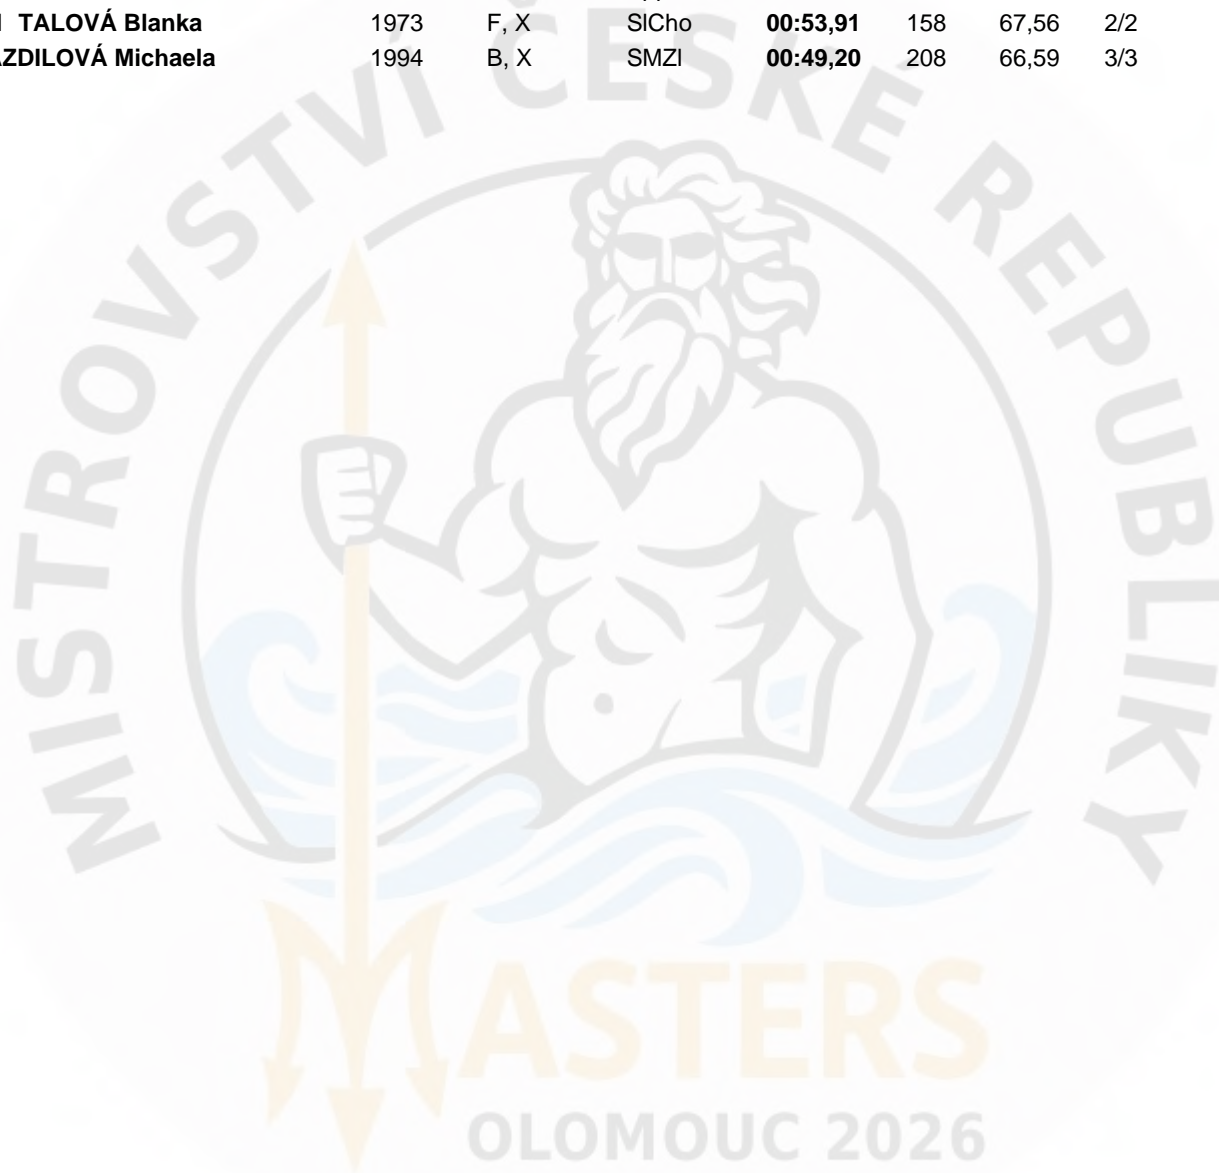 TALOVÁ Blanka 1973 F, X SlCho 00:53,91 158 67,56 2/2
ZDILOVÁ Michaela 1994 B, X SMZl 00:49,20 208 66,59 3/3
MISTROVSTVÍ ČESKÉ REPUBLIKY
MASTERS
OLOMOUC 2026